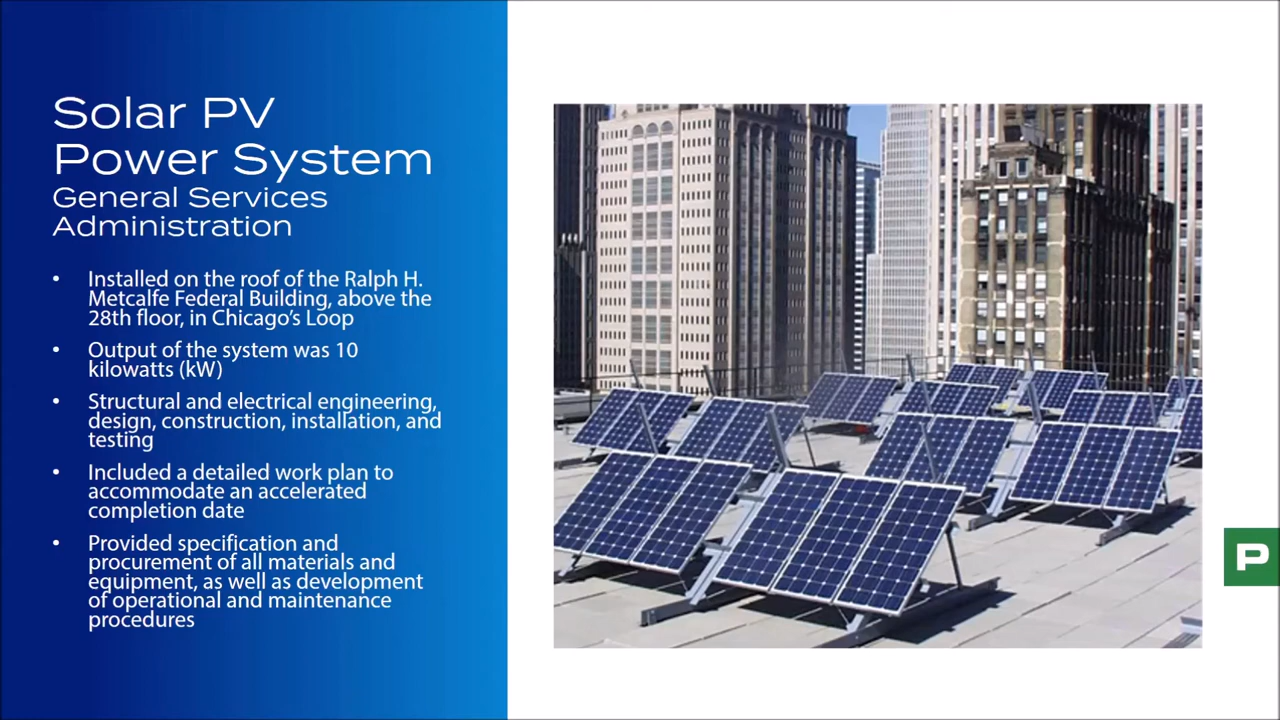 Solar PV
Power System
General Services
Administration
• Installed on the roof of the Ralph H.
Metcalfe Federal Building, above the
28th floor, in Chicago's Loop
• Output of the system was 10
kilowatts (kW)
• Structural and electrical engineering,
design, construction, installation, and
testing
• Included a detailed work plan to
accommodate an accelerated
completion date
• Provided specification and
procurement of all materials and
equipment, as well as development
of operational and maintenance
procedures
P